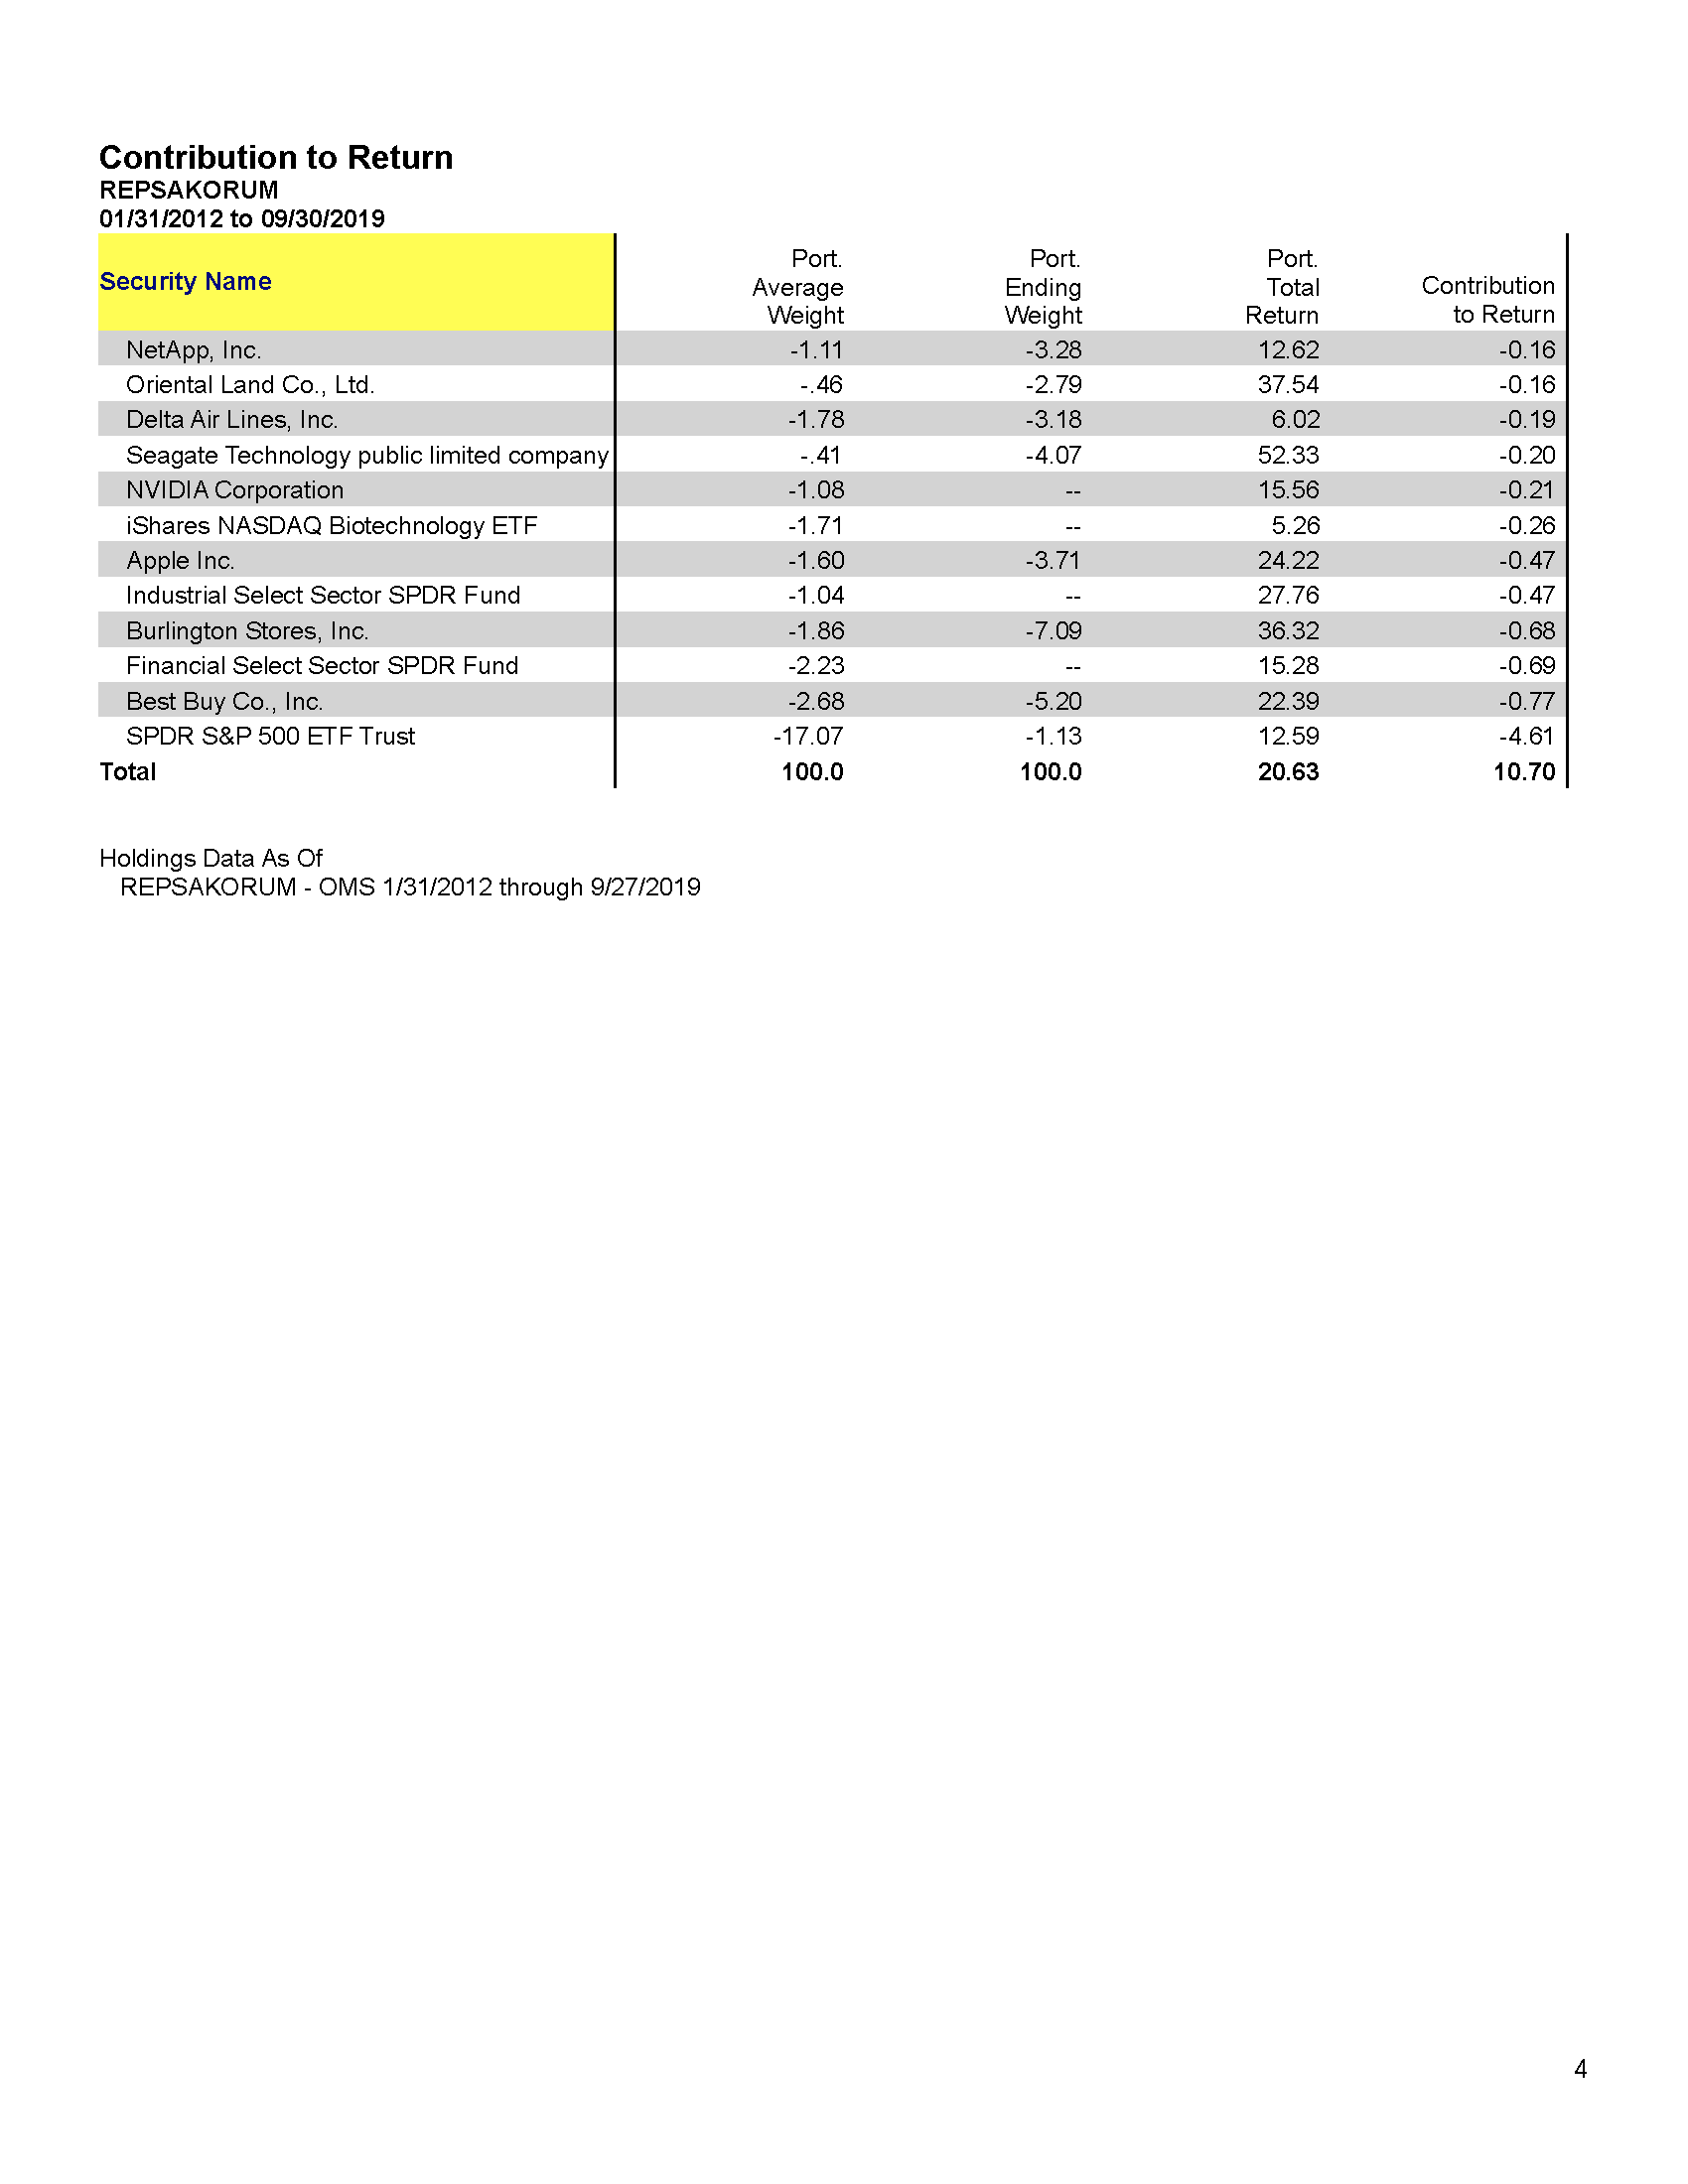 Contribution to Return
REPSAKORUM
01/31/2012 to 09/30/2019
Security Name Port. Average Weight Port. Ending Weight Port. Total Return Contribution to Return
NetApp, Inc. -1.11 -3.28 12.62 -0.16
Oriental Land Co., Ltd. -.46 -2.79 37.54 -0.16
Delta Air Lines, Inc. -1.78 -3.18 6.02 -0.19
Seagate Technology public limited company -.41 -4.07 52.33 -0.20
NVIDIA Corporation -1.08 -- 15.56 -0.21
iShares NASDAQ Biotechnology ETF -1.71 -- 5.26 -0.26
Apple Inc. -1.60 -3.71 24.22 -0.47
Industrial Select Sector SPDR Fund -1.04 -- 27.76 -0.47
Burlington Stores, Inc. -1.86 -7.09 36.32 -0.68
Financial Select Sector SPDR Fund -2.23 -- 15.28 -0.69
Best Buy Co., Inc. -2.68 -5.20 22.39 -0.77
SPDR S&P 500 ETF Trust -17.07 -1.13 12.59 -4.61
Total 100.0 100.0 20.63 10.70
Holdings Data As Of
REPSAKORUM - OMS 1/31/2012 through 9/27/2019
4